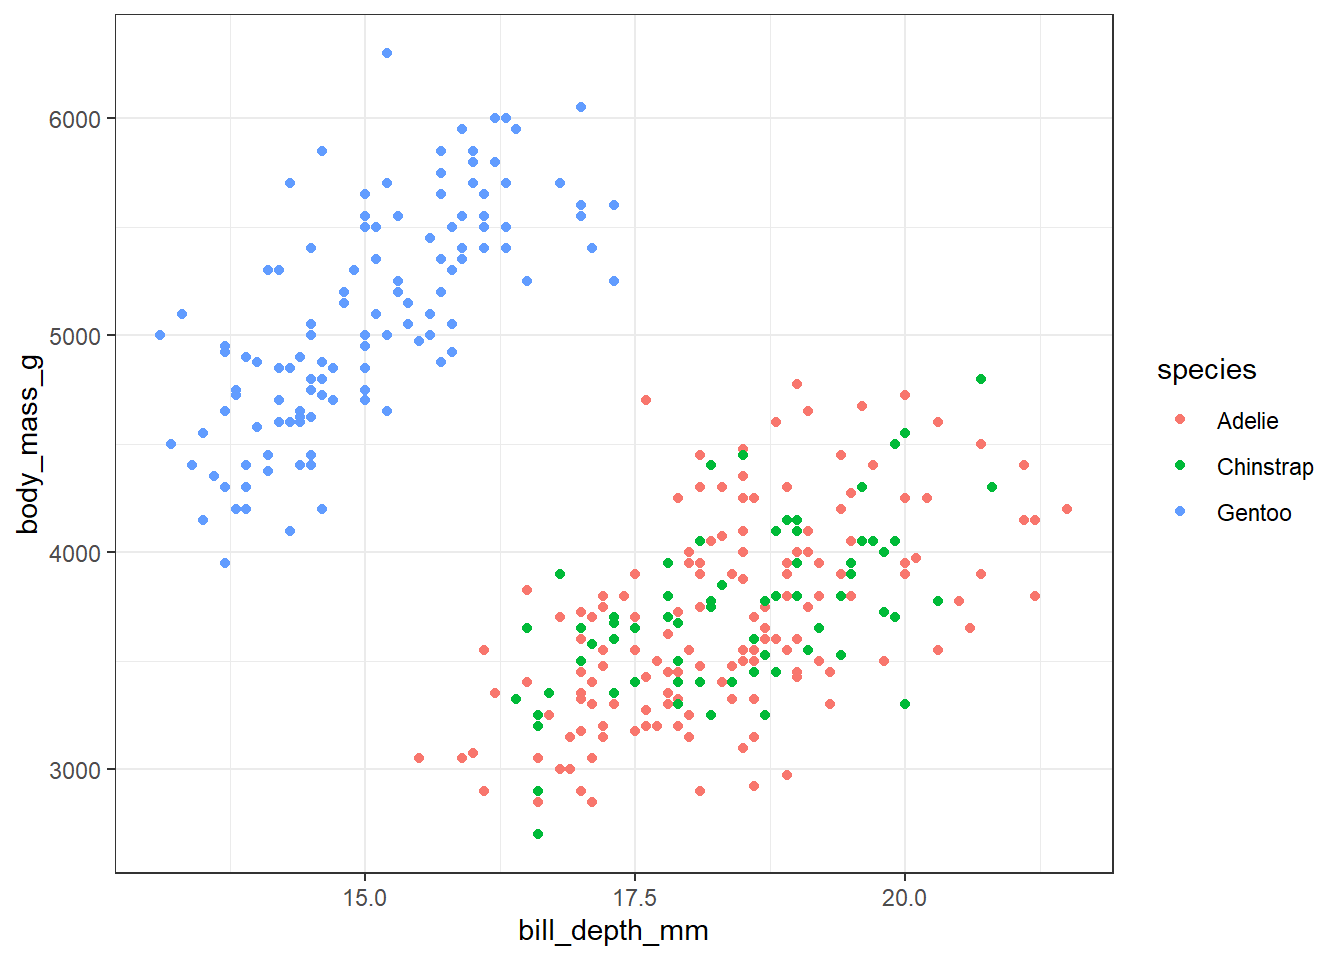 6000
5000
4000
3000
body_mass_g
15.0
17.5
20.0
bill_depth_mm
species
Adelie
Chinstrap
Gentoo